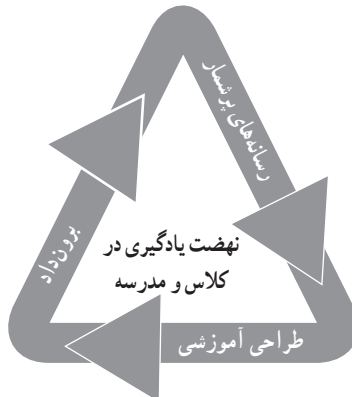 رسانه‌های پرشمار
برون‌داد
نهضت یادگیری در
کلاس و مدرسه
طراحی آموزشی